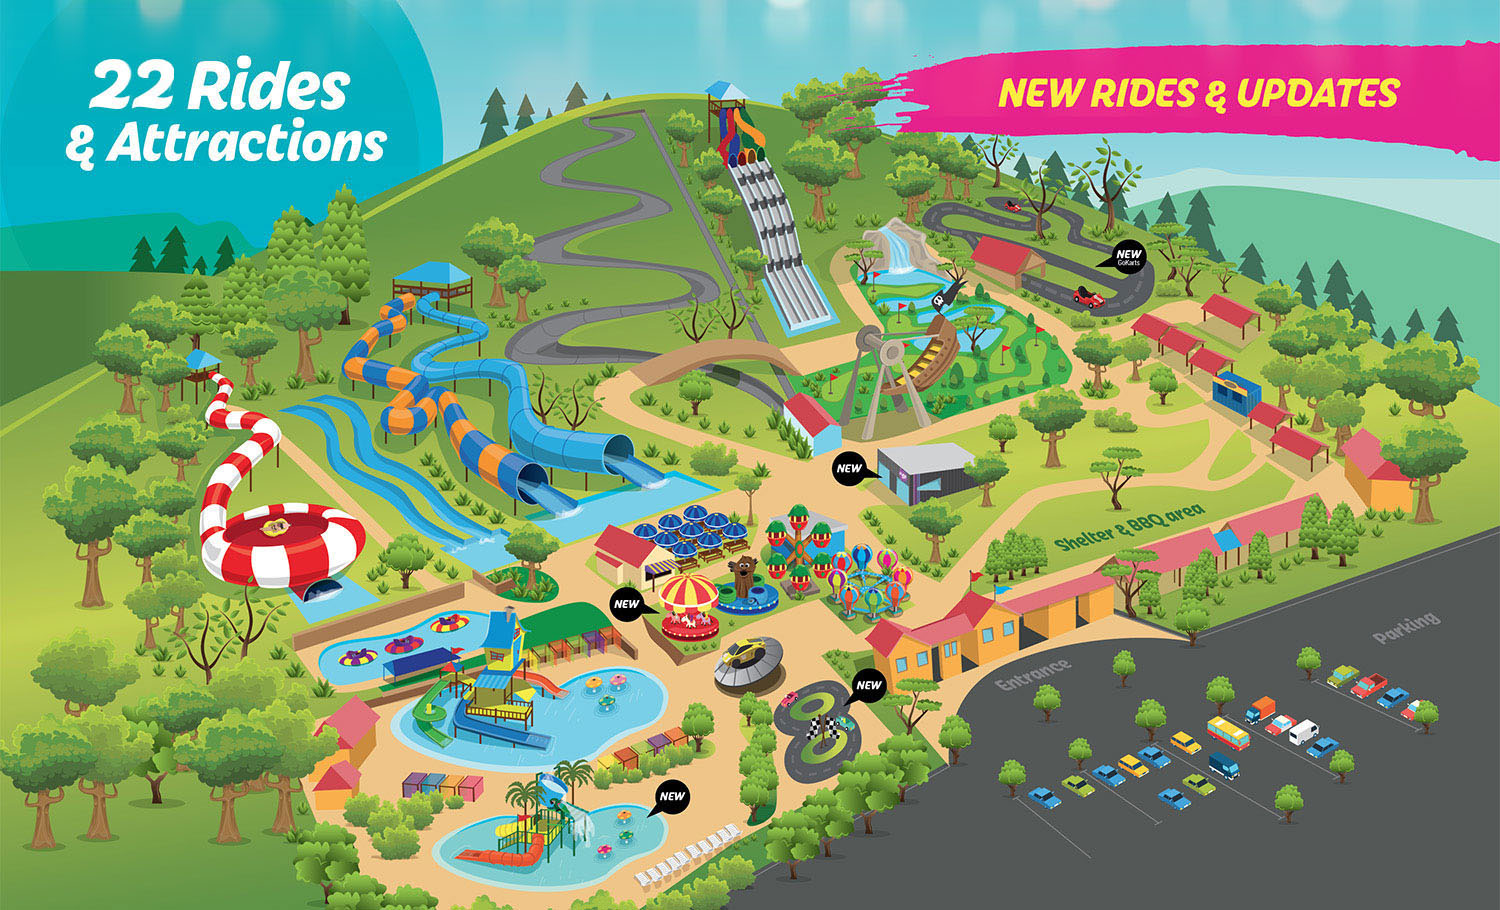 22 Rides
& Attractions
NEW RIDES & UPDATES
NEW
GoKarts
NEW
Shelter & BBQ area
NEW
Parking
Entrance
NEW
NEW